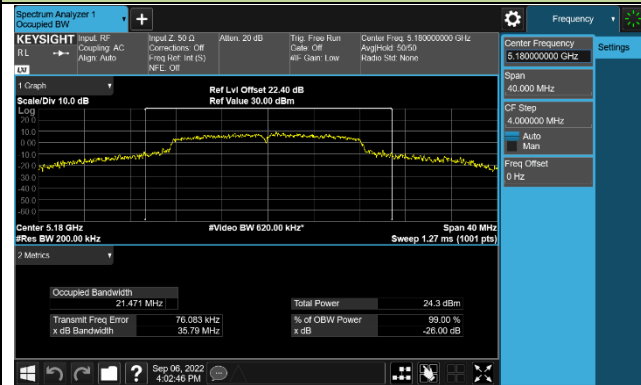 Spectrum Analyzer 1
Occupied BW
+
Frequency
KEYSIGHT
RL
LXI
Input: RF
Coupling: AC
Align: Auto
Input Z: 50 Ω
Corrections: Off
Freq Ref: Int (S)
NFE: Off
Atten: 20 dB
Trig: Free Run
Gate: Off
#IF Gain: Low
Center Freq: 5.180000000 GHz
Avg|Hold: 50/50
Radio Std: None
Center Frequency
5.180000000 GHz
Settings
Span
40.000 MHz
CF Step
4.000000 MHz
Auto
Man
Freq Offset
0 Hz
1 Graph
Scale/Div 10.0 dB
Ref Lvl Offset 22.40 dB
Ref Value 30.00 dBm
Log
20.0
10.0
0.00
-10.0
-20.0
-30.0
-40.0
-50.0
-60.0
Center 5.18 GHz
#Res BW 200.00 kHz
#Video BW 620.00 kHz*
Span 40 MHz
Sweep 1.27 ms (1001 pts)
2 Metrics
Occupied Bandwidth
21.471 MHz
Total Power 24.3 dBm
Transmit Freq Error 76.083 kHz
% of OBW Power 99.00 %
x dB Bandwidth 35.79 MHz
x dB -26.00 dB
?
Sep 06, 2022
4:02:46 PM